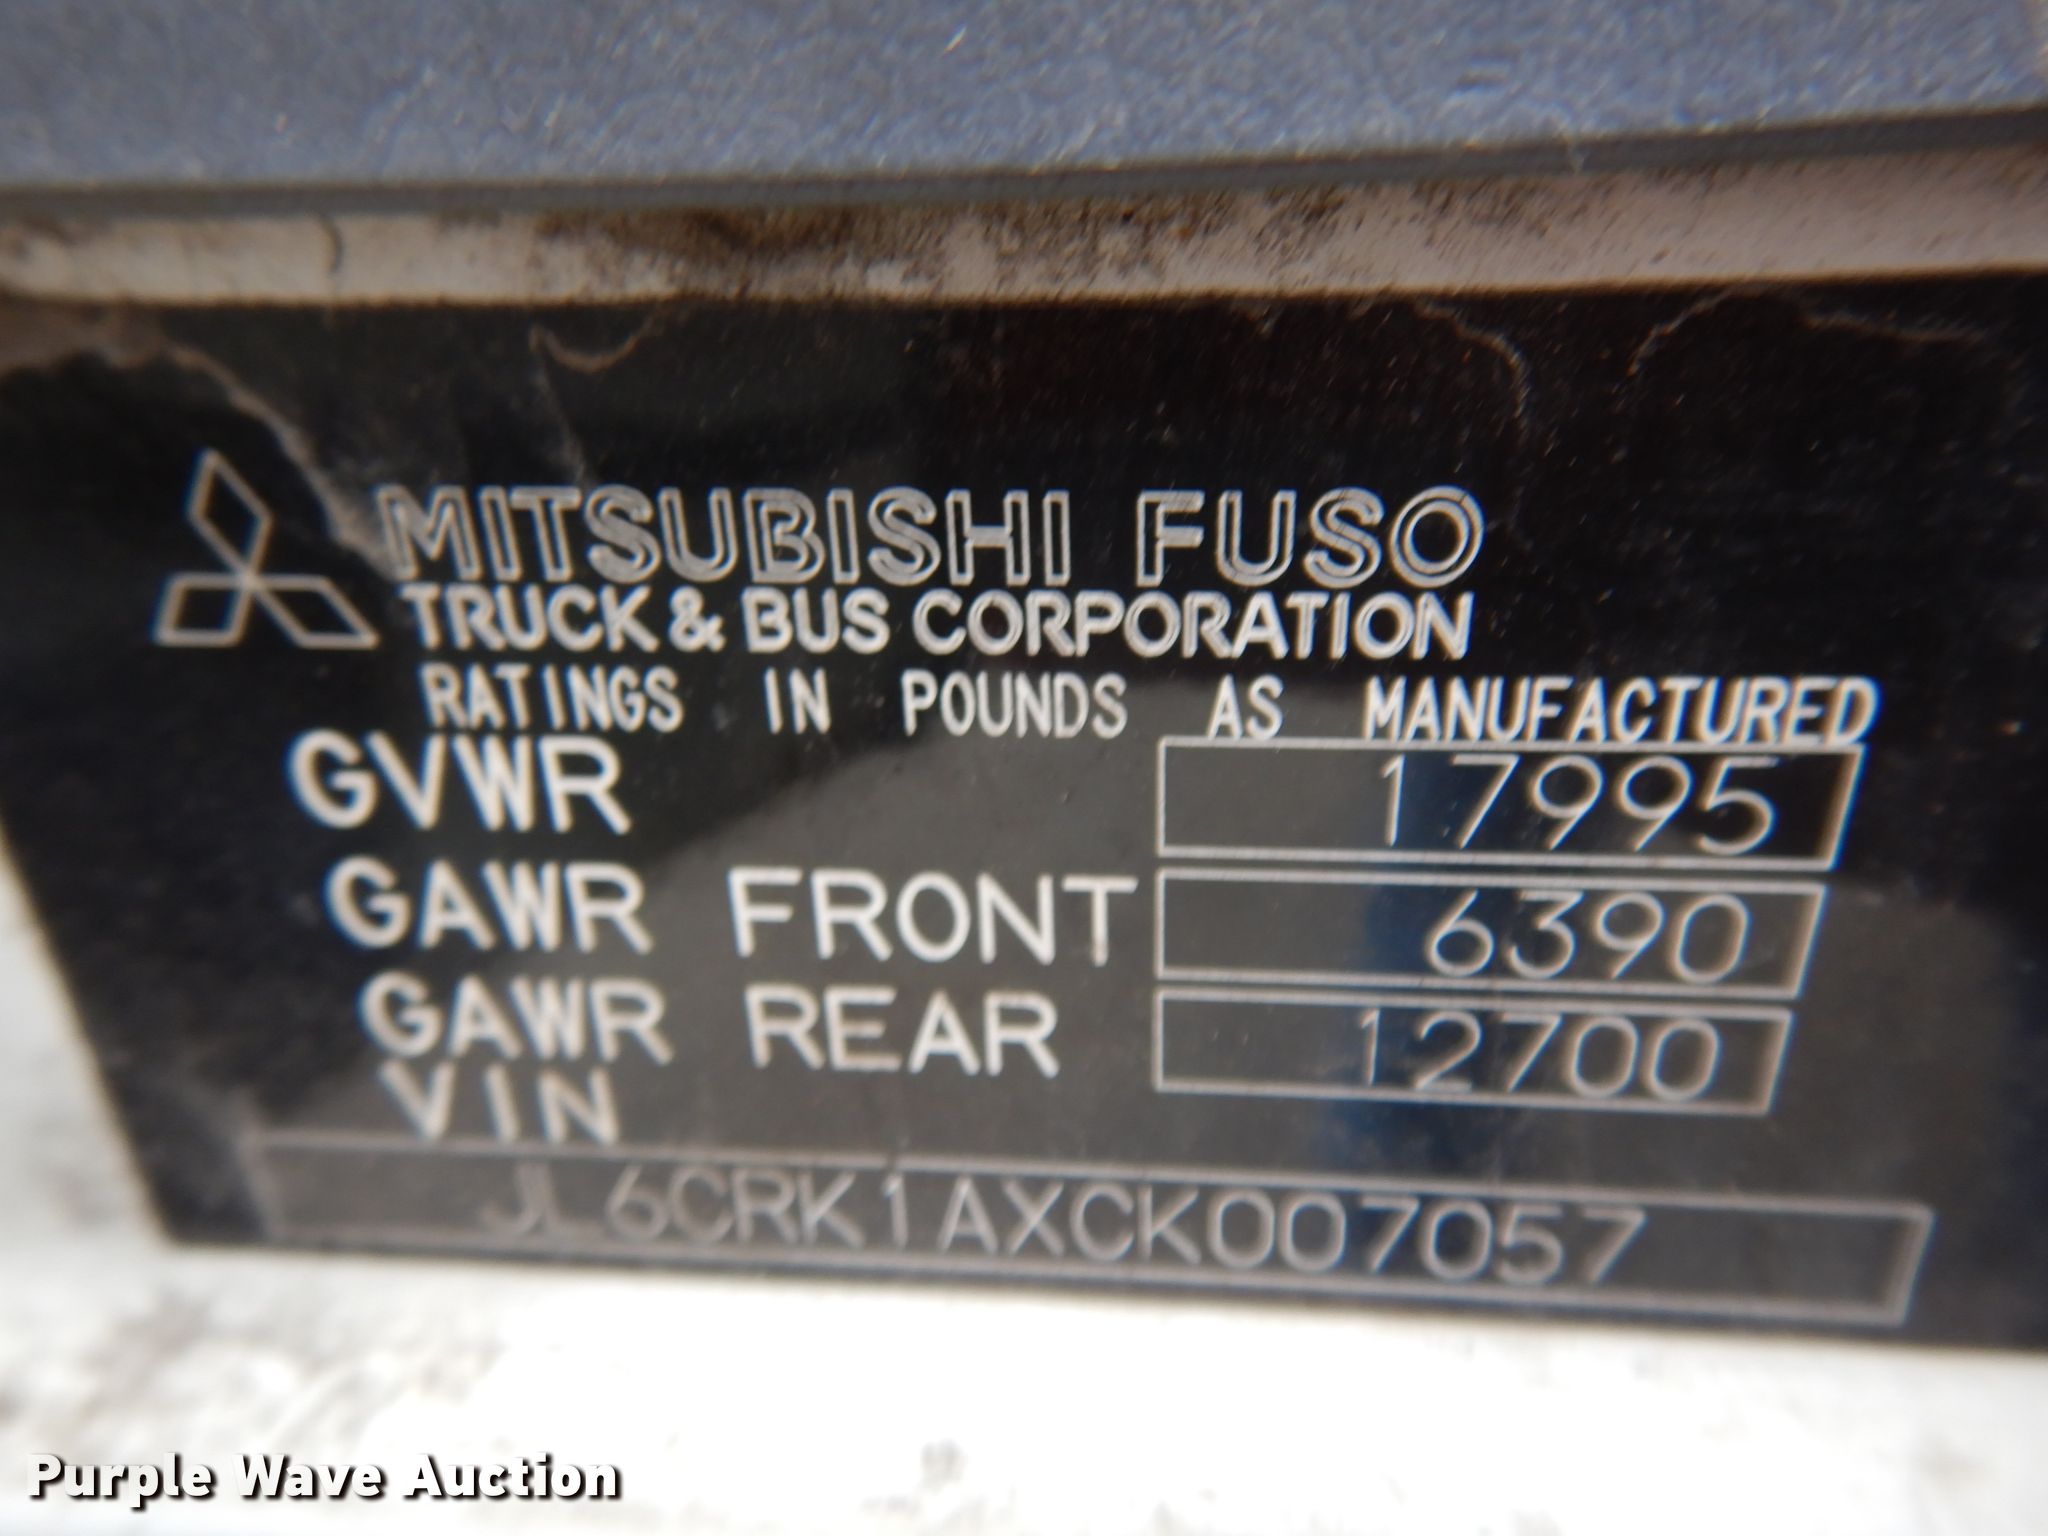 MITSUBISHI FUSO
TRUCK & BUS CORPORATION
RATINGS IN POUNDS AS MANUFACTURED
GVWR 17995
GAWR FRONT 6390
GAWR REAR 12700
VIN
JL6CRK1AXCK007057
Purple Wave Auction